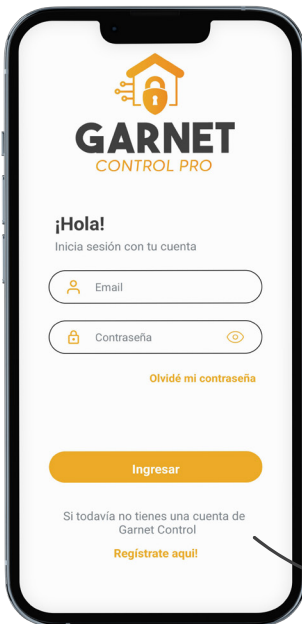 GARNET
CONTROL PRO
¡Hola!
Inicia sesión con tu cuenta
Email
Contraseña
Olvidé mi contraseña
Ingresar
Si todavía no tienes una cuenta de
Garnet Control
Regístrate aqui!